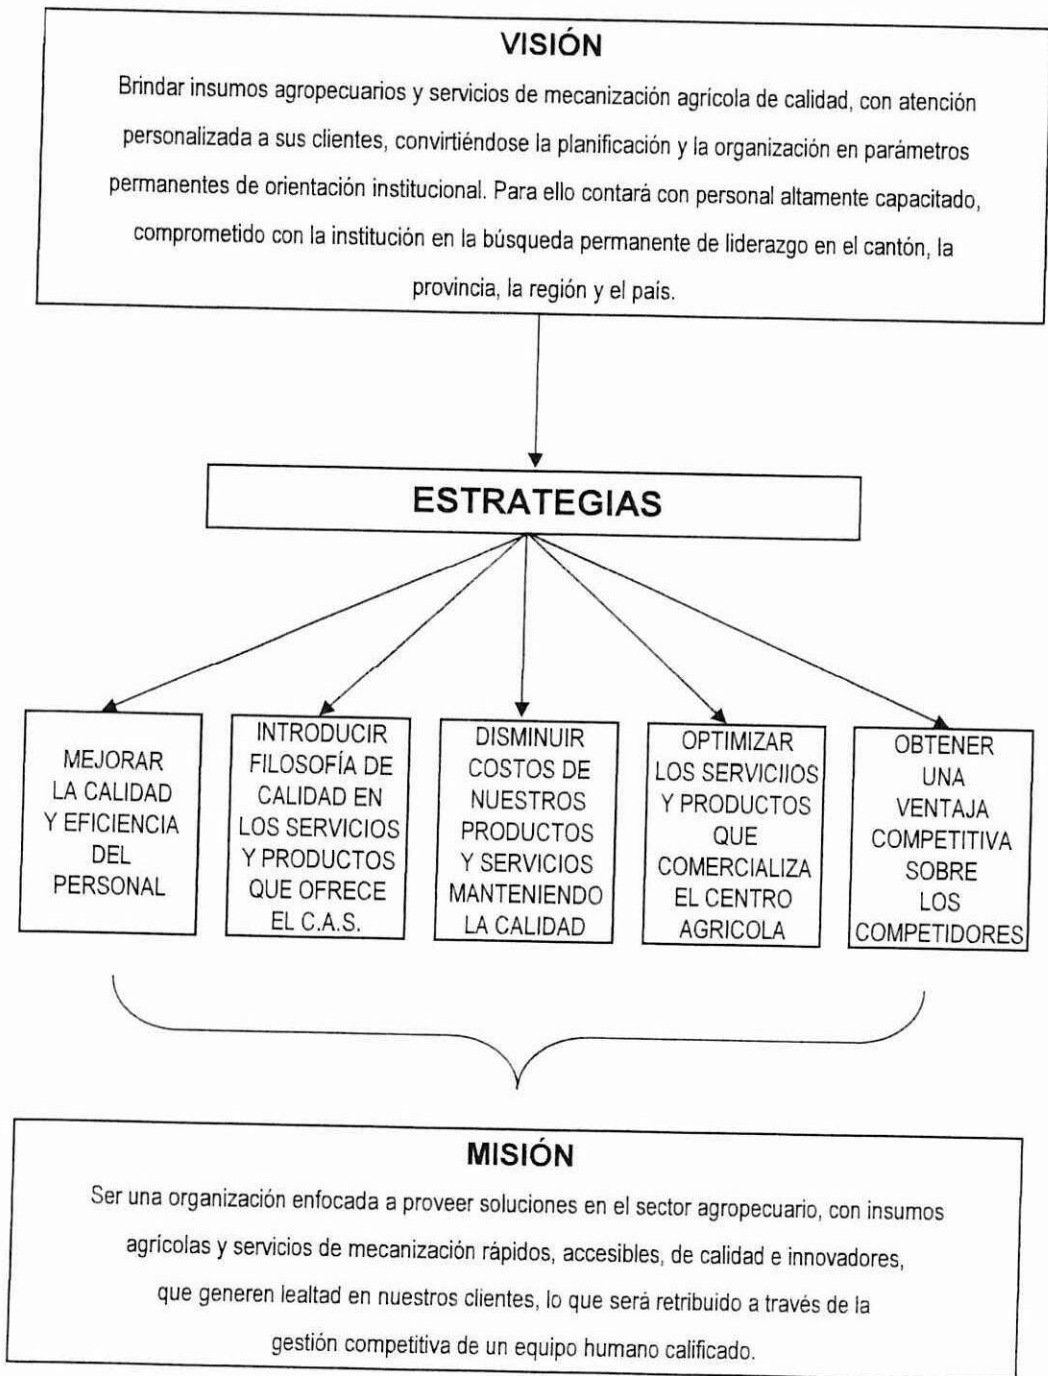 VISIÓN
Brindar insumos agropecuarios y servicios de mecanización agrícola de calidad, con atención
personalizada a sus clientes, convirtiéndose la planificación y la organización en parámetros
permanentes de orientación institucional. Para ello contará con personal altamente capacitado,
comprometido con la institución en la búsqueda permanente de liderazgo en el cantón, la
provincia, la región y el país.
ESTRATEGIAS
MEJORAR
LA CALIDAD
Y EFICIENCIA
DEL
PERSONAL
INTRODUCIR
FILOSOFÍA DE
CALIDAD EN
LOS SERVICIOS
Y PRODUCTOS
QUE OFRECE
EL C.A.S.
DISMINUIR
COSTOS DE
NUESTROS
PRODUCTOS
Y SERVICIOS
MANTENIENDO
LA CALIDAD
OPTIMIZAR
LOS SERVICIIOS
Y PRODUCTOS
QUE
COMERCIALIZA
EL CENTRO
AGRICOLA
OBTENER
UNA
VENTAJA
COMPETITIVA
SOBRE
LOS
COMPETIDORES
MISIÓN
Ser una organización enfocada a proveer soluciones en el sector agropecuario, con insumos
agrícolas y servicios de mecanización rápidos, accesibles, de calidad e innovadores,
que generen lealtad en nuestros clientes, lo que será retribuido a través de la
gestión competitiva de un equipo humano calificado.